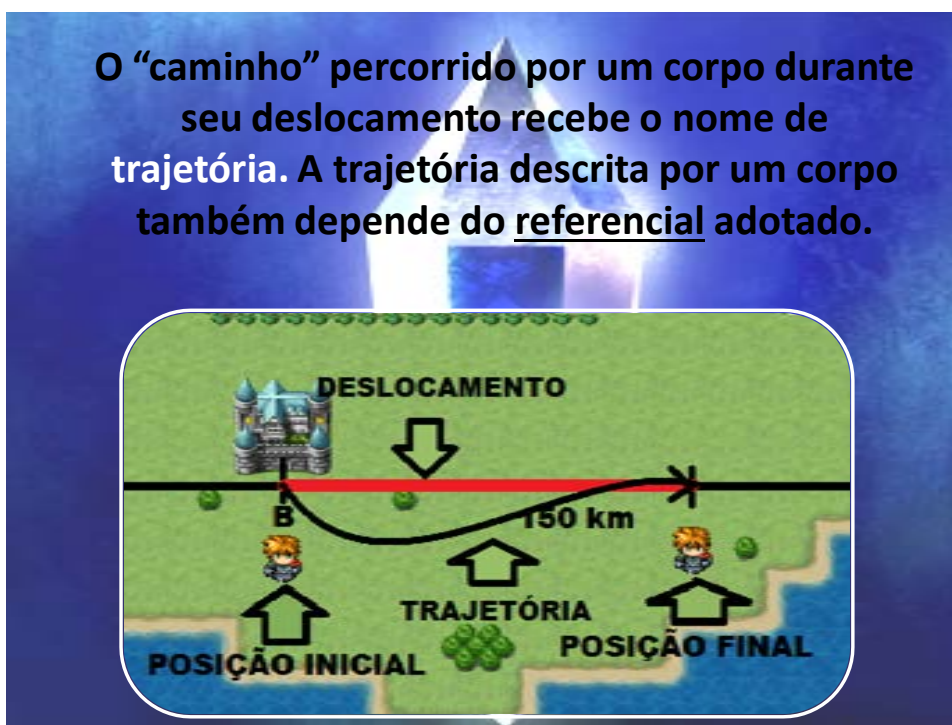 O “caminho” percorrido por um corpo durante
seu deslocamento recebe o nome de
trajetória. A trajetória descrita por um corpo
também depende do referencial adotado.
DESLOCAMENTO
B
150 km
TRAJETÓRIA
POSIÇÃO INICIAL
POSIÇÃO FINAL